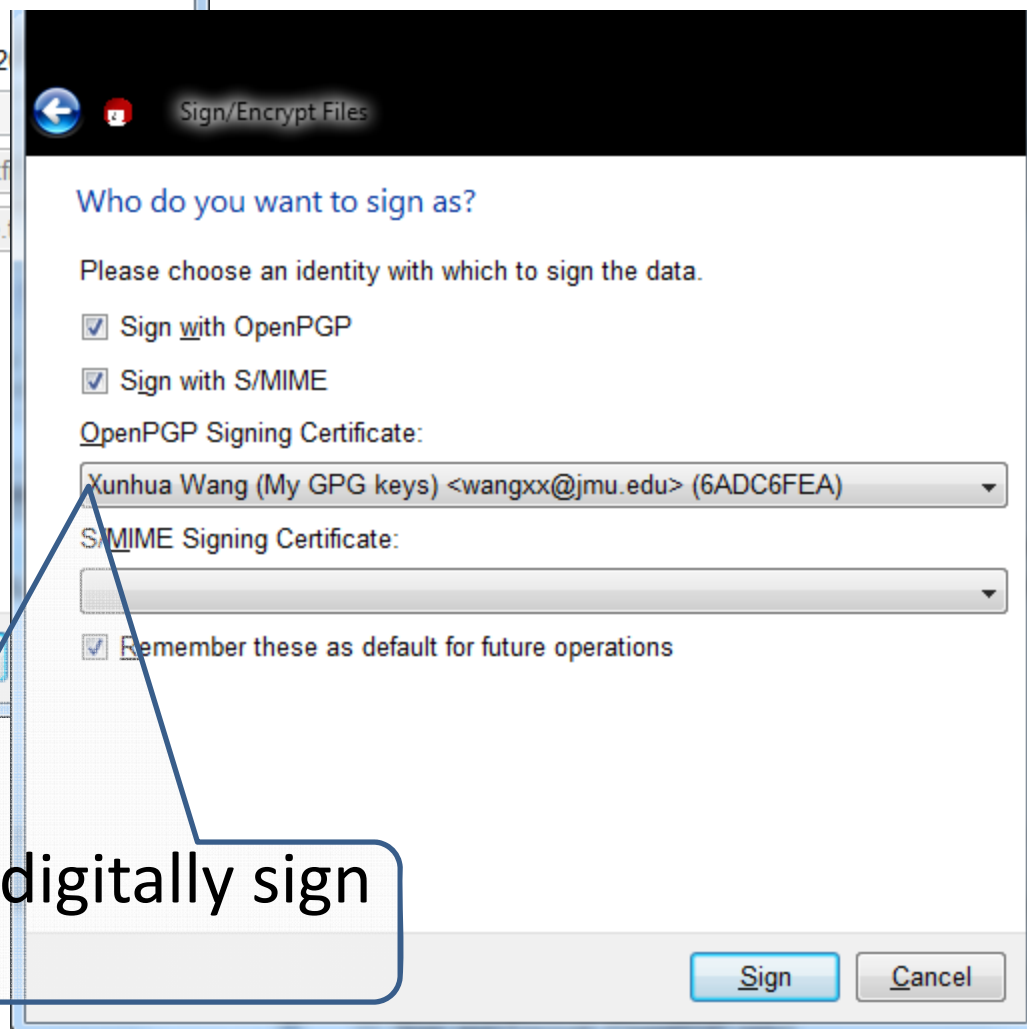 Sign/Encrypt Files
Who do you want to sign as?
Please choose an identity with which to sign the data.
Sign with OpenPGP
Sign with S/MIME
OpenPGP Signing Certificate:
Xunhua Wang (My GPG keys) <wangxx@jmu.edu> (6ADC6FEA)
S/MIME Signing Certificate:
Remember these as default for future operations
digitally sign
Sign
Cancel